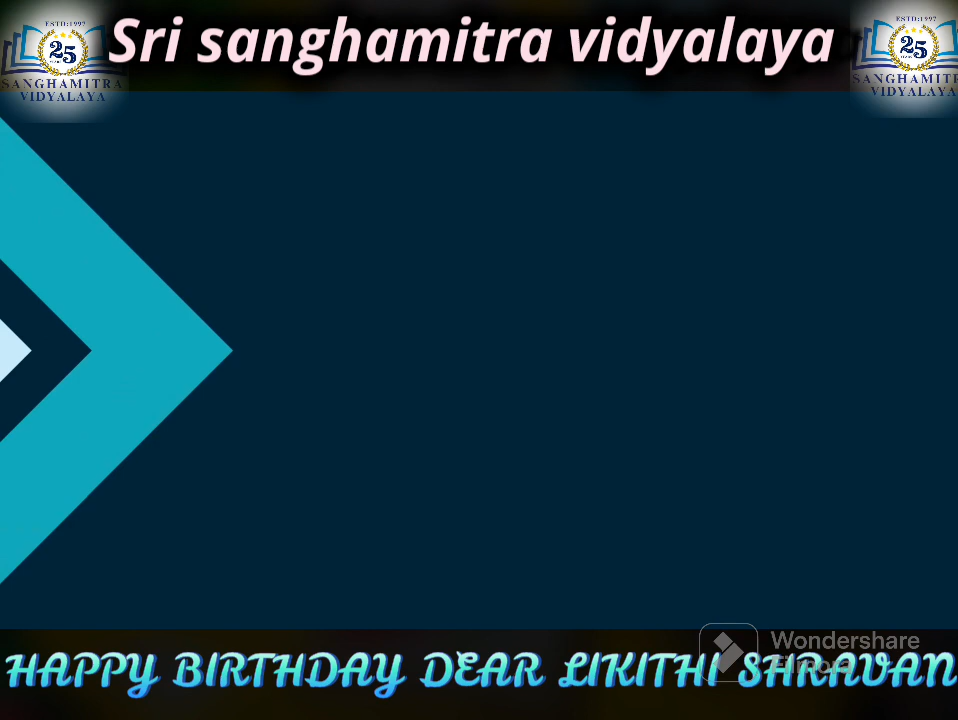 ESTD:1997
25
SANGHAMITRA
VIDYALAYA
Sri sanghamitra vidyalaya
ESTD:1997
25
SANGHAMITR
VIDYALAYA
Wondershare
Filmora
HAPPY BIRTHDAY DEAR LIKITHI SHRAVAN